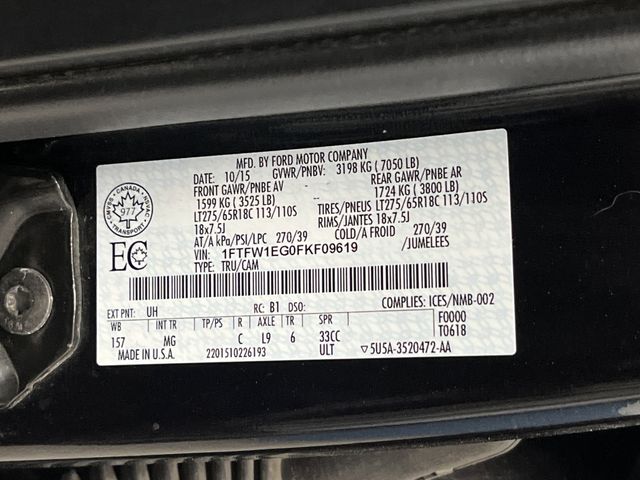 MFD. BY FORD MOTOR COMPANY
DATE: 10/15 GVWR/PNBV: 3198 KG ( 7050 LB)
FRONT GAWR/PNBE AV REAR GAWR/PNBE AR
1599 KG ( 3525 LB) 1724 KG ( 3800 LB)
LT275/65R18C 113/110S TIRES/PNEUS LT275/65R18C 113/110S
18x7.5J RIMS/JANTES 18x7.5J
AT/A kPa/PSI/LPC 270/39 COLD/A FROID 270/39
VIN: 1FTFW1EG0FKF09619 /JUMELEES
TYPE: TRU/CAM
CANADA
977
TRANSPORT
EC
EXT PNT: UH RC: B1 DSO: COMPLIES: ICES/NMB-002
WB INT TR TP/PS R AXLE TR SPR F0000
157 MG C L9 6 33CC T0618
MADE IN U.S.A. 2201510226193 ULT ▽5U5A-3520472-AA